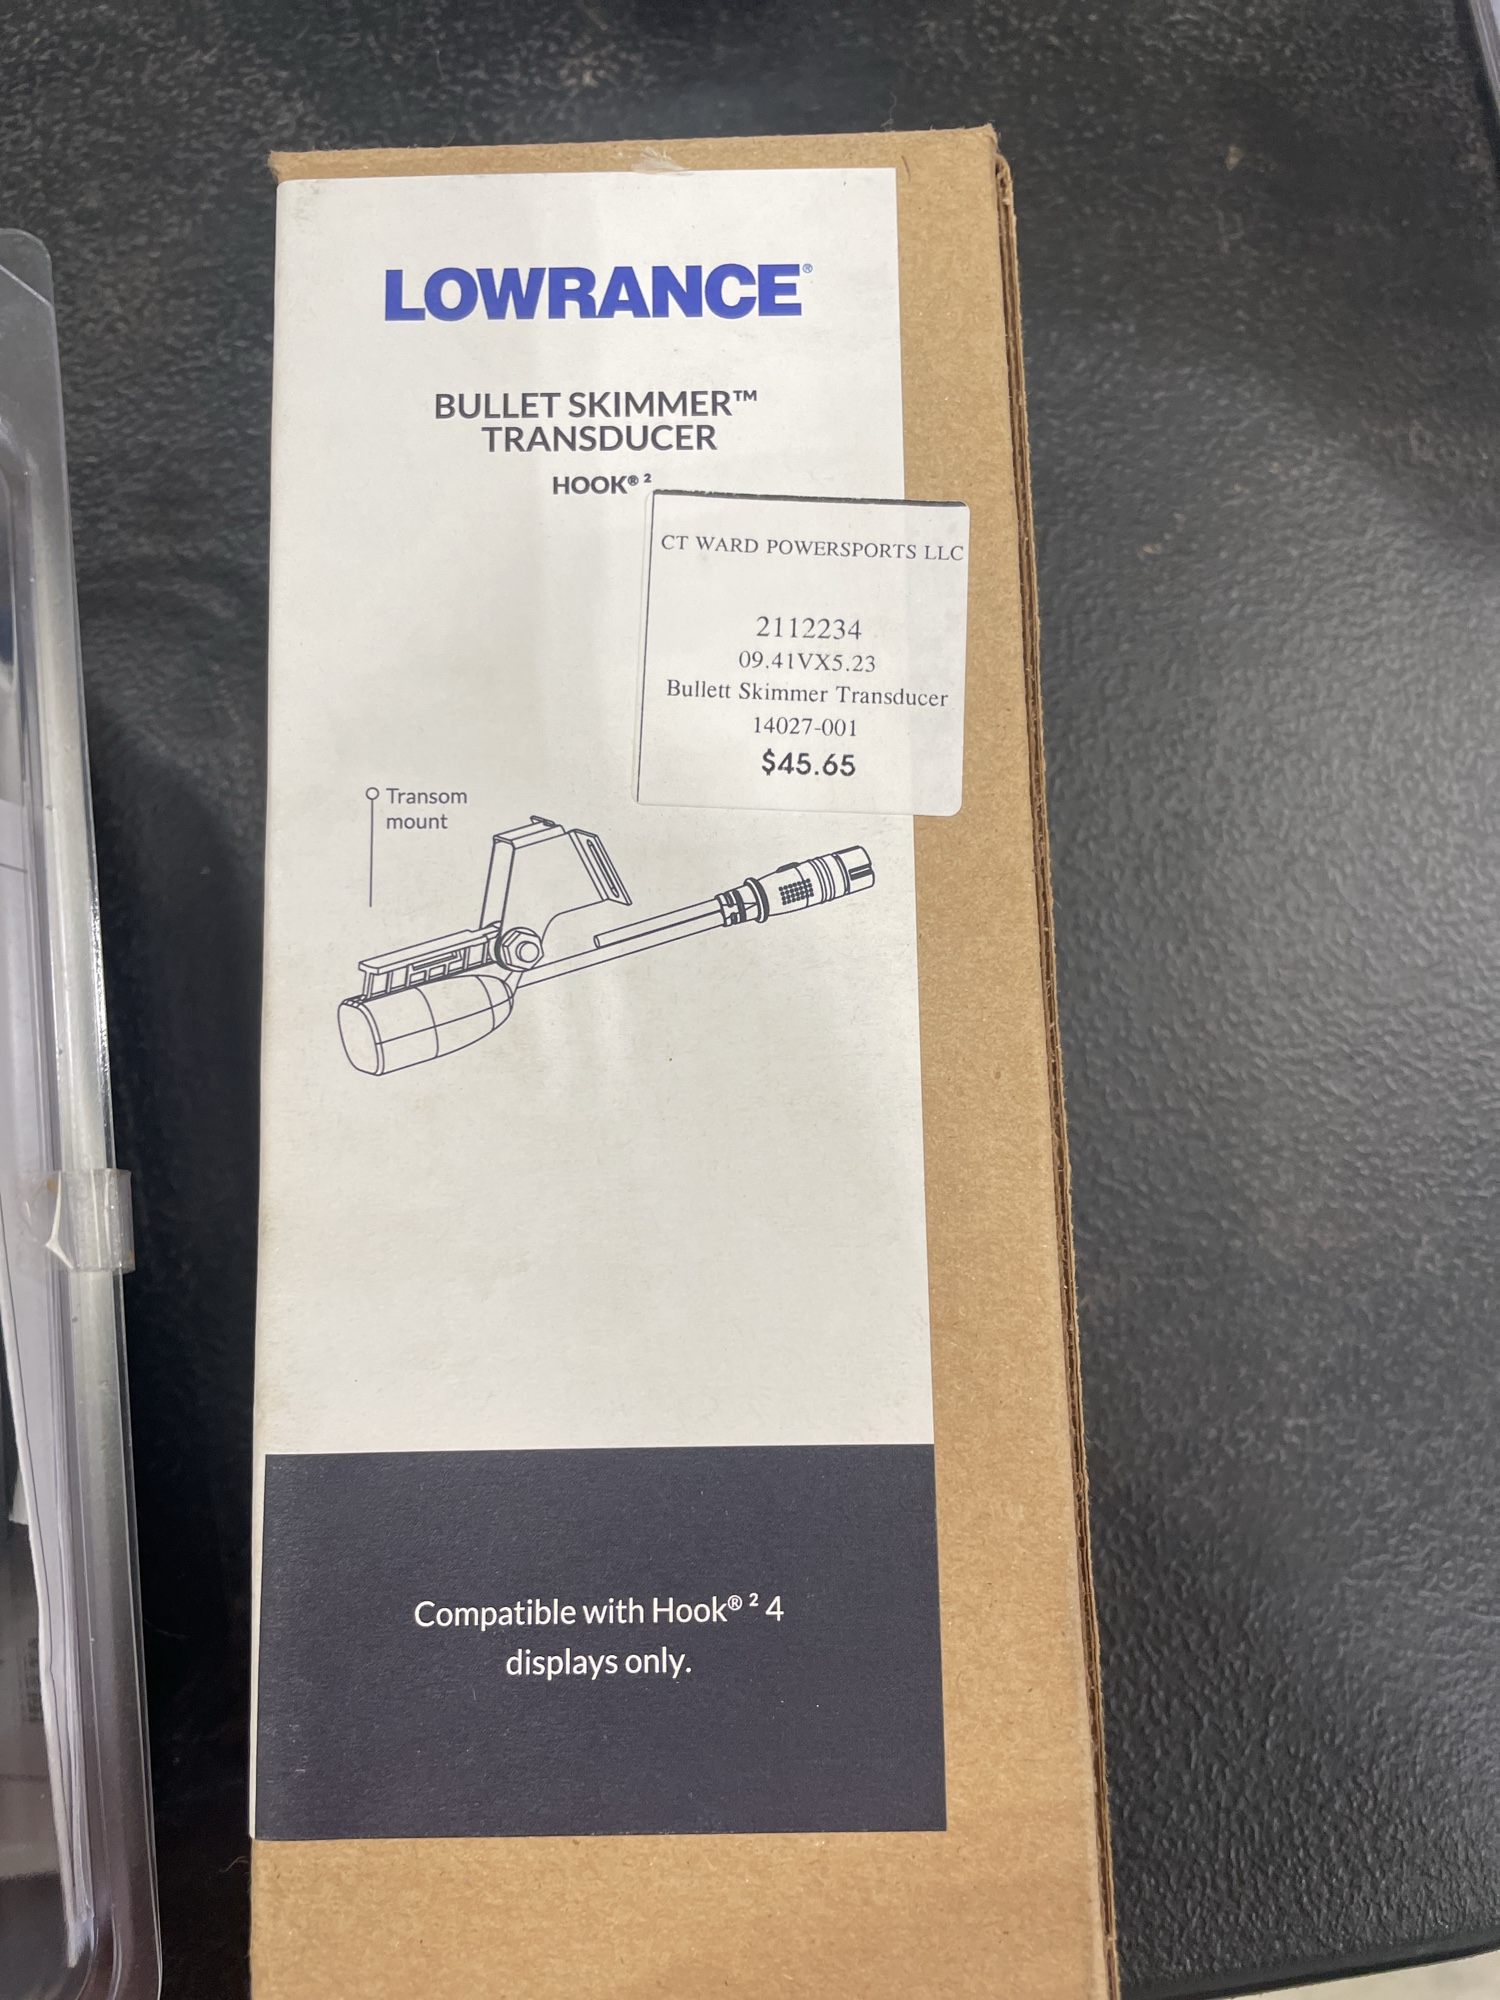 LOWRANCE®
BULLET SKIMMER™
TRANSDUCER
HOOK® ²
CT WARD POWERSPORTS LLC
2112234
09.41VX5.23
Bullett Skimmer Transducer
14027-001
$45.65
Transom
mount
Compatible with Hook® ² 4
displays only.